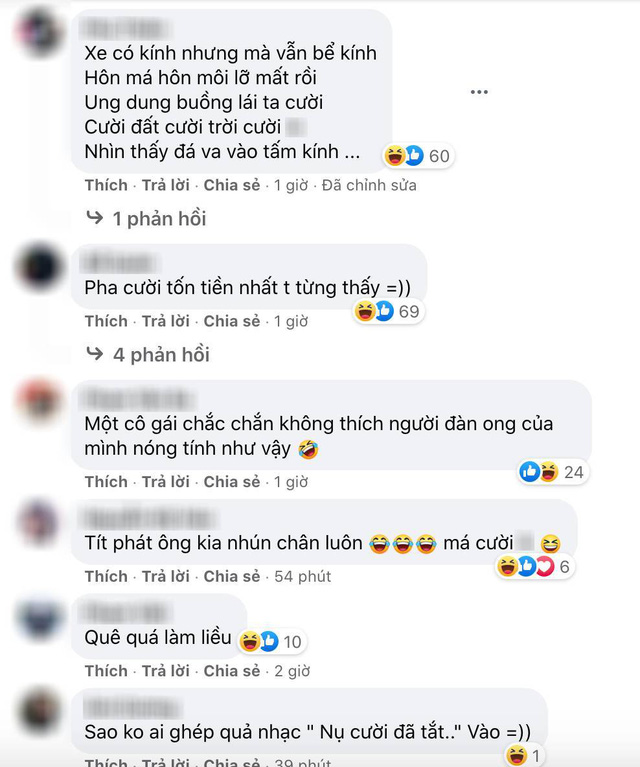 Xe có kính nhưng mà vẫn bể kính
Hôn má hôn môi lỡ mất rồi
Ung dung buồng lái ta cười
Cười đất cười trời cười
Nhìn thấy đá va vào tấm kính ...
60
Thích · Trả lời · Chia sẻ · 1 giờ · Đã chỉnh sửa
1 phản hồi
Pha cười tốn tiền nhất t từng thấy =))
69
Thích · Trả lời · Chia sẻ · 1 giờ
4 phản hồi
Một cô gái chắc chắn không thích người đàn ong của
mình nóng tính như vậy 🤣
24
Thích · Trả lời · Chia sẻ · 1 giờ
Tít phát ông kia nhún chân luôn 😂😂😂 má cười 😆
6
Thích · Trả lời · Chia sẻ · 54 phút
Quê quá làm liều
10
Thích · Trả lời · Chia sẻ · 2 giờ
Sao ko ai ghép quả nhạc " Nụ cười đã tắt.." Vào =))
1
Thích · Trả lời · Chia sẻ · 39 phút